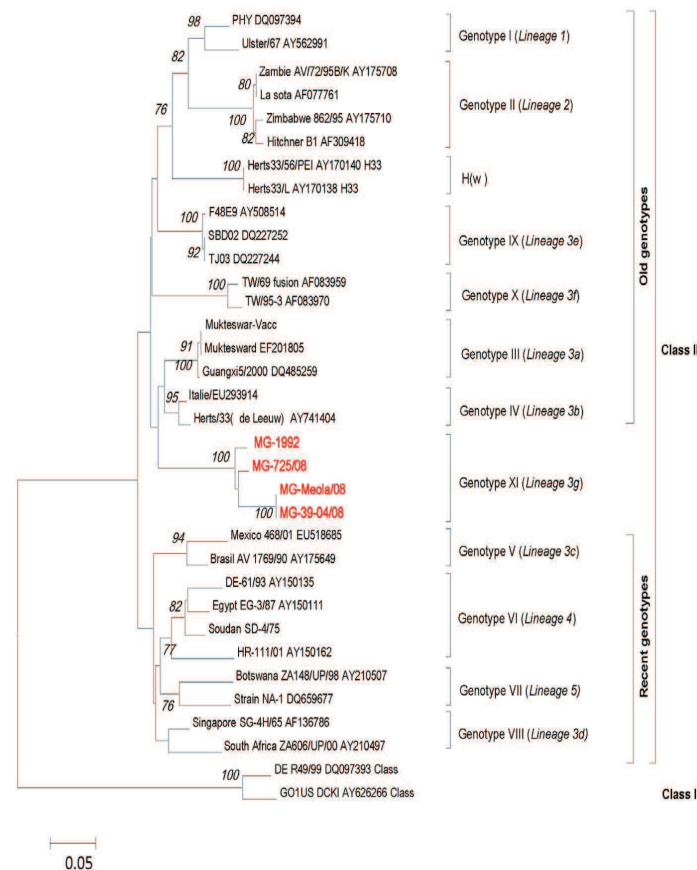 98
PHY DQ097394
Ulster/67 AY562991
Genotype I (Lineage 1)
82
Zambie AV/72/95B/K AY175708
80
La sota AF077761
Genotype II (Lineage 2)
76
100
Zimbabwe 862/95 AY175710
82
Hitchner B1 AF309418
100
Herts33/56/PEI AY170140 H33
H(w )
Herts33/L AY170138 H33
F48E9 AY508514
100
SBD02 DQ227252
Genotype IX (Lineage 3e)
92
TJ03 DQ227244
Old genotypes
100
TW/69 fusion AF083959
Genotype X (Lineage 3f)
TW/95-3 AF083970
Mukteswar-Vacc
91
Muktesward EF201805
Genotype III (Lineage 3a)
Class II
100
Guangxi5/2000 DQ485259
Italie/EU293914
95
Genotype IV (Lineage 3b)
Herts/33( de Leeuw) AY741404
MG-1992
100
MG-725/08
Genotype XI (Lineage 3g)
MG-Meola/08
100
MG-39-04/08
94
Mexico 468/01 EU518685
Genotype V (Lineage 3c)
Brasil AV 1769/90 AY175649
DE-61/93 AY150135
82
Egypt EG-3/87 AY150111
Genotype VI (Lineage 4)
Soudan SD-4/75
77
HR-111/01 AY150162
Recent genotypes
Botswana ZA148/UP/98 AY210507
Genotype VII (Lineage 5)
76
Strain NA-1 DQ659677
Singapore SG-4H/65 AF136786
Genotype VIII (Lineage 3d)
South Africa ZA606/UP/00 AY210497
100
DE R49/99 DQ097393 Class
GO1US DCKI AY626266 Class
Class I
0.05